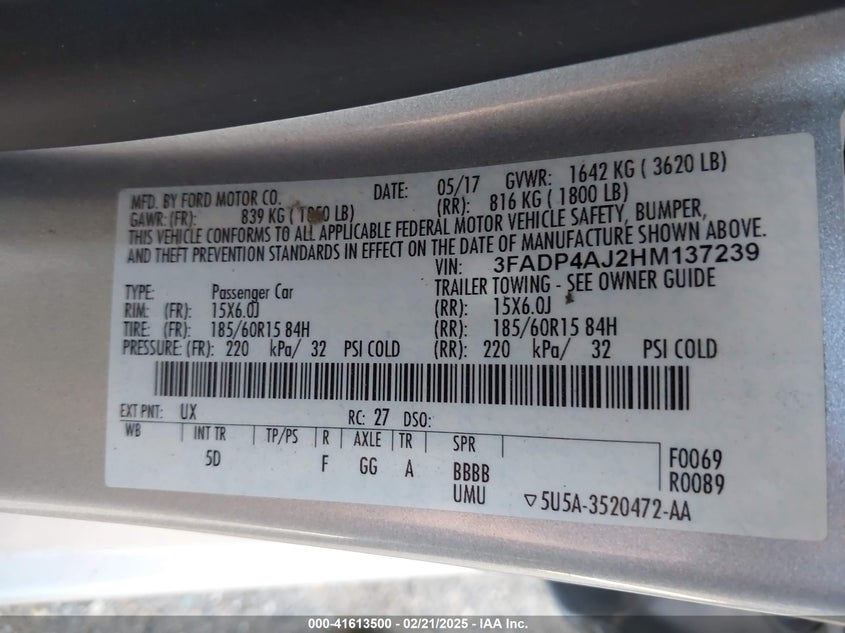 MFD. BY FORD MOTOR CO. DATE: 05/17 GVWR: 1642 KG ( 3620 LB)
GAWR: (FR): 839 KG ( 1850 LB) (RR): 816 KG ( 1800 LB)
THIS VEHICLE CONFORMS TO ALL APPLICABLE FEDERAL MOTOR VEHICLE SAFETY, BUMPER,
AND THEFT PREVENTION STANDARDS IN EFFECT ON THE DATE OF MANUFACTURE SHOWN ABOVE.
VIN: 3FADP4AJ2HM137239
TYPE: Passenger Car TRAILER TOWING - SEE OWNER GUIDE
RIM: (FR): 15X6.0J (RR): 15X6.0J
TIRE: (FR): 185/60R15 84H (RR): 185/60R15 84H
PRESSURE: (FR): 220 kPa/ 32 PSI COLD (RR): 220 kPa/ 32 PSI COLD
EXT PNT: UX RC: 27 DSO:
WB INT TR TP/PS R AXLE TR SPR F0069
5D F GG A BBBB R0089
UMU ▽5U5A-3520472-AA
000-41613500 / 02/21/2025 - IAA Inc.